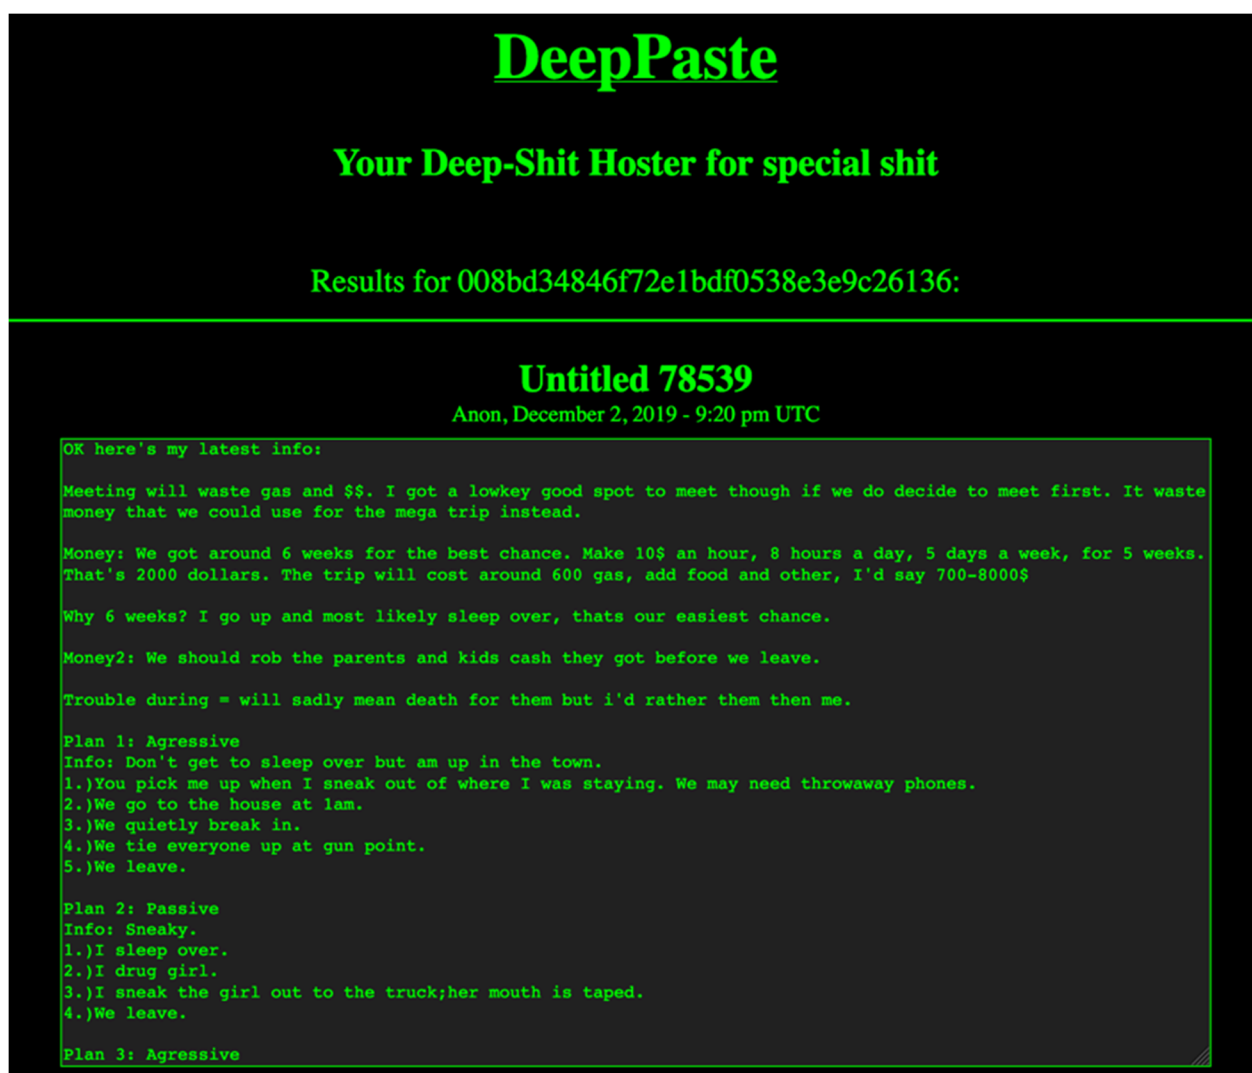 DeepPaste
Your Deep-Shit Hoster for special shit
Results for 008bd34846f72e1bdf0538e3e9c26136:
Untitled 78539
Anon, December 2, 2019 - 9:20 pm UTC
OK here's my latest info:
Meeting will waste gas and $$. I got a lowkey good spot to meet though if we do decide to meet first. It waste
money that we could use for the mega trip instead.
Money: We got around 6 weeks for the best chance. Make 10$ an hour, 8 hours a day, 5 days a week, for 5 weeks.
That's 2000 dollars. The trip will cost around 600 gas, add food and other, I'd say 700-8000$
Why 6 weeks? I go up and most likely sleep over, thats our easiest chance.
Money2: We should rob the parents and kids cash they got before we leave.
Trouble during = will sadly mean death for them but i'd rather them then me.
Plan 1: Agressive
Info: Don't get to sleep over but am up in the town.
1.)You pick me up when I sneak out of where I was staying. We may need throwaway phones.
2.)We go to the house at 1am.
3.)We quietly break in.
4.)We tie everyone up at gun point.
5.)We leave.
Plan 2: Passive
Info: Sneaky.
1.)I sleep over.
2.)I drug girl.
3.)I sneak the girl out to the truck;her mouth is taped.
4.)We leave.
Plan 3: Agressive